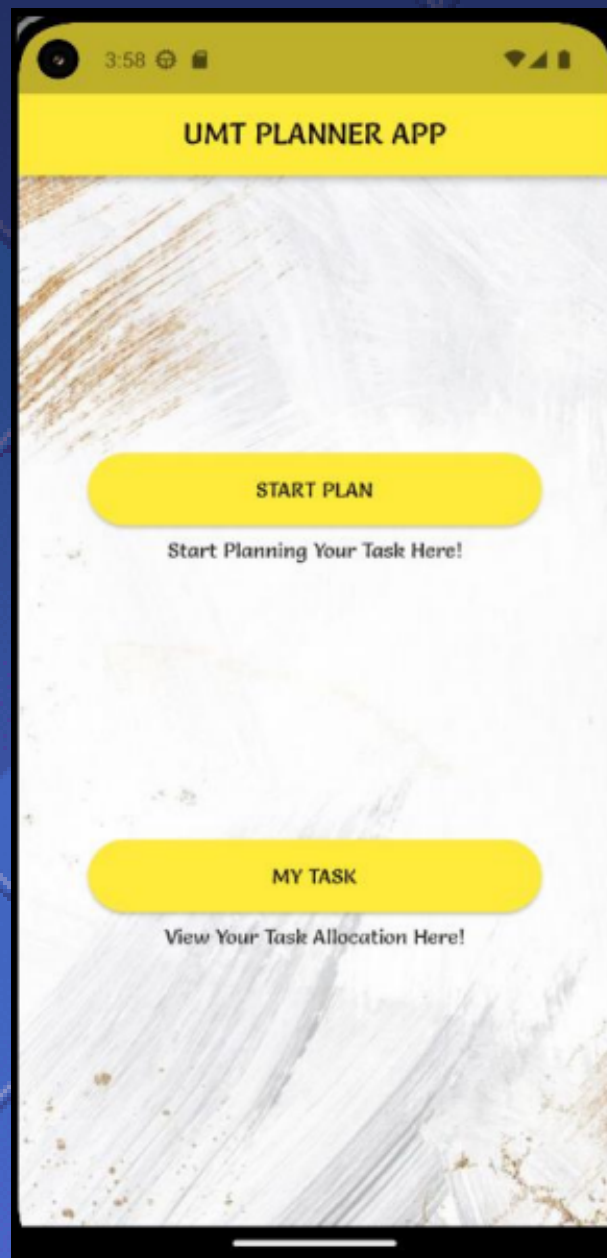 3:58
UMT PLANNER APP
START PLAN
Start Planning Your Task Here!
MY TASK
View Your Task Allocation Here!